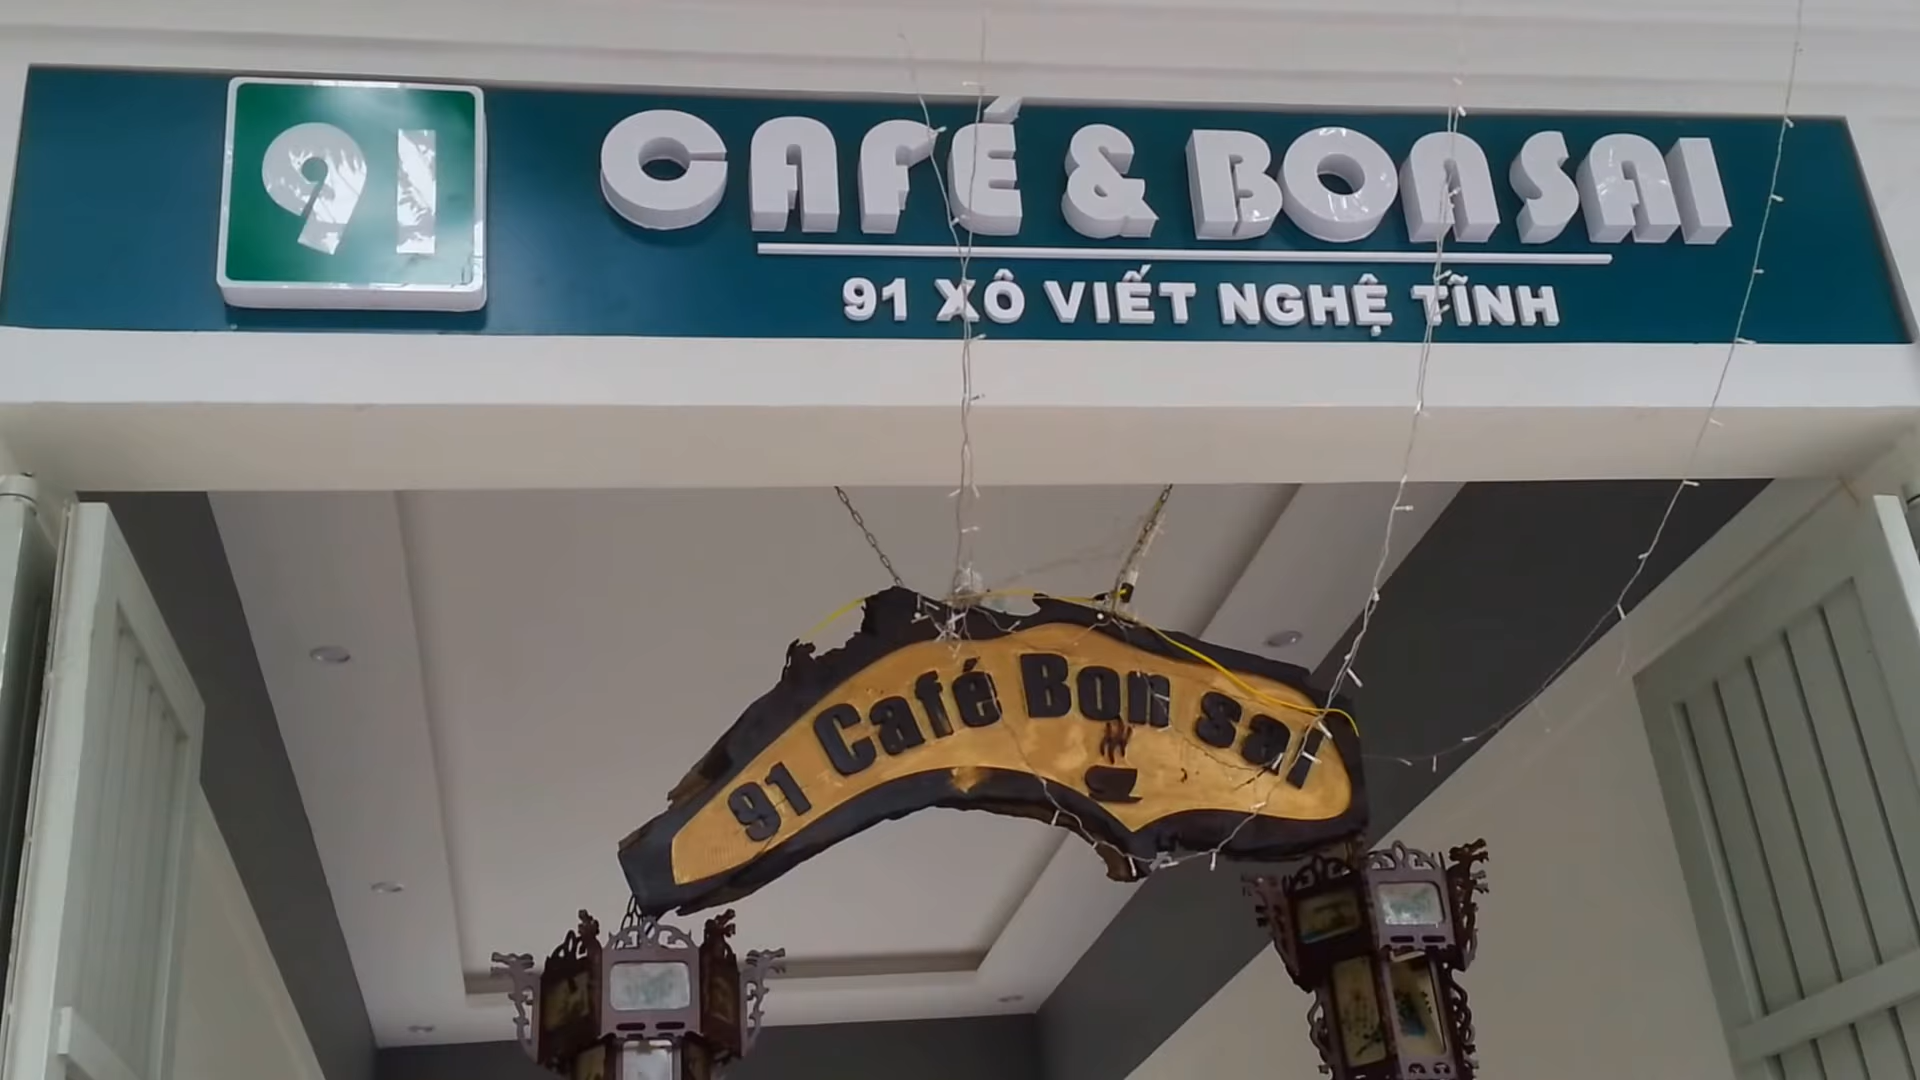 91
CAFÉ & BONSAI
91 XÔ VIẾT NGHỆ TĨNH
91 Café Bon sai